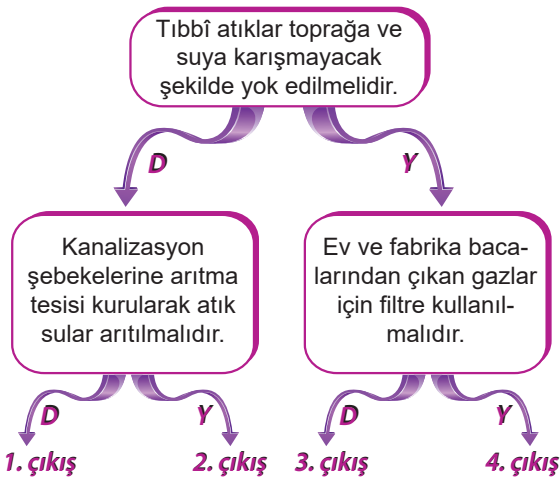 Tıbbî atıklar toprağa ve
suya karışmayacak
şekilde yok edilmelidir.
D
Y
Kanalizasyon
şebekelerine arıtma
tesisi kurularak atık
sular arıtılmalıdır.
Ev ve fabrika baca-
larından çıkan gazlar
için filtre kullanıl-
malıdır.
D
Y
D
Y
1. çıkış
2. çıkış
3. çıkış
4. çıkış